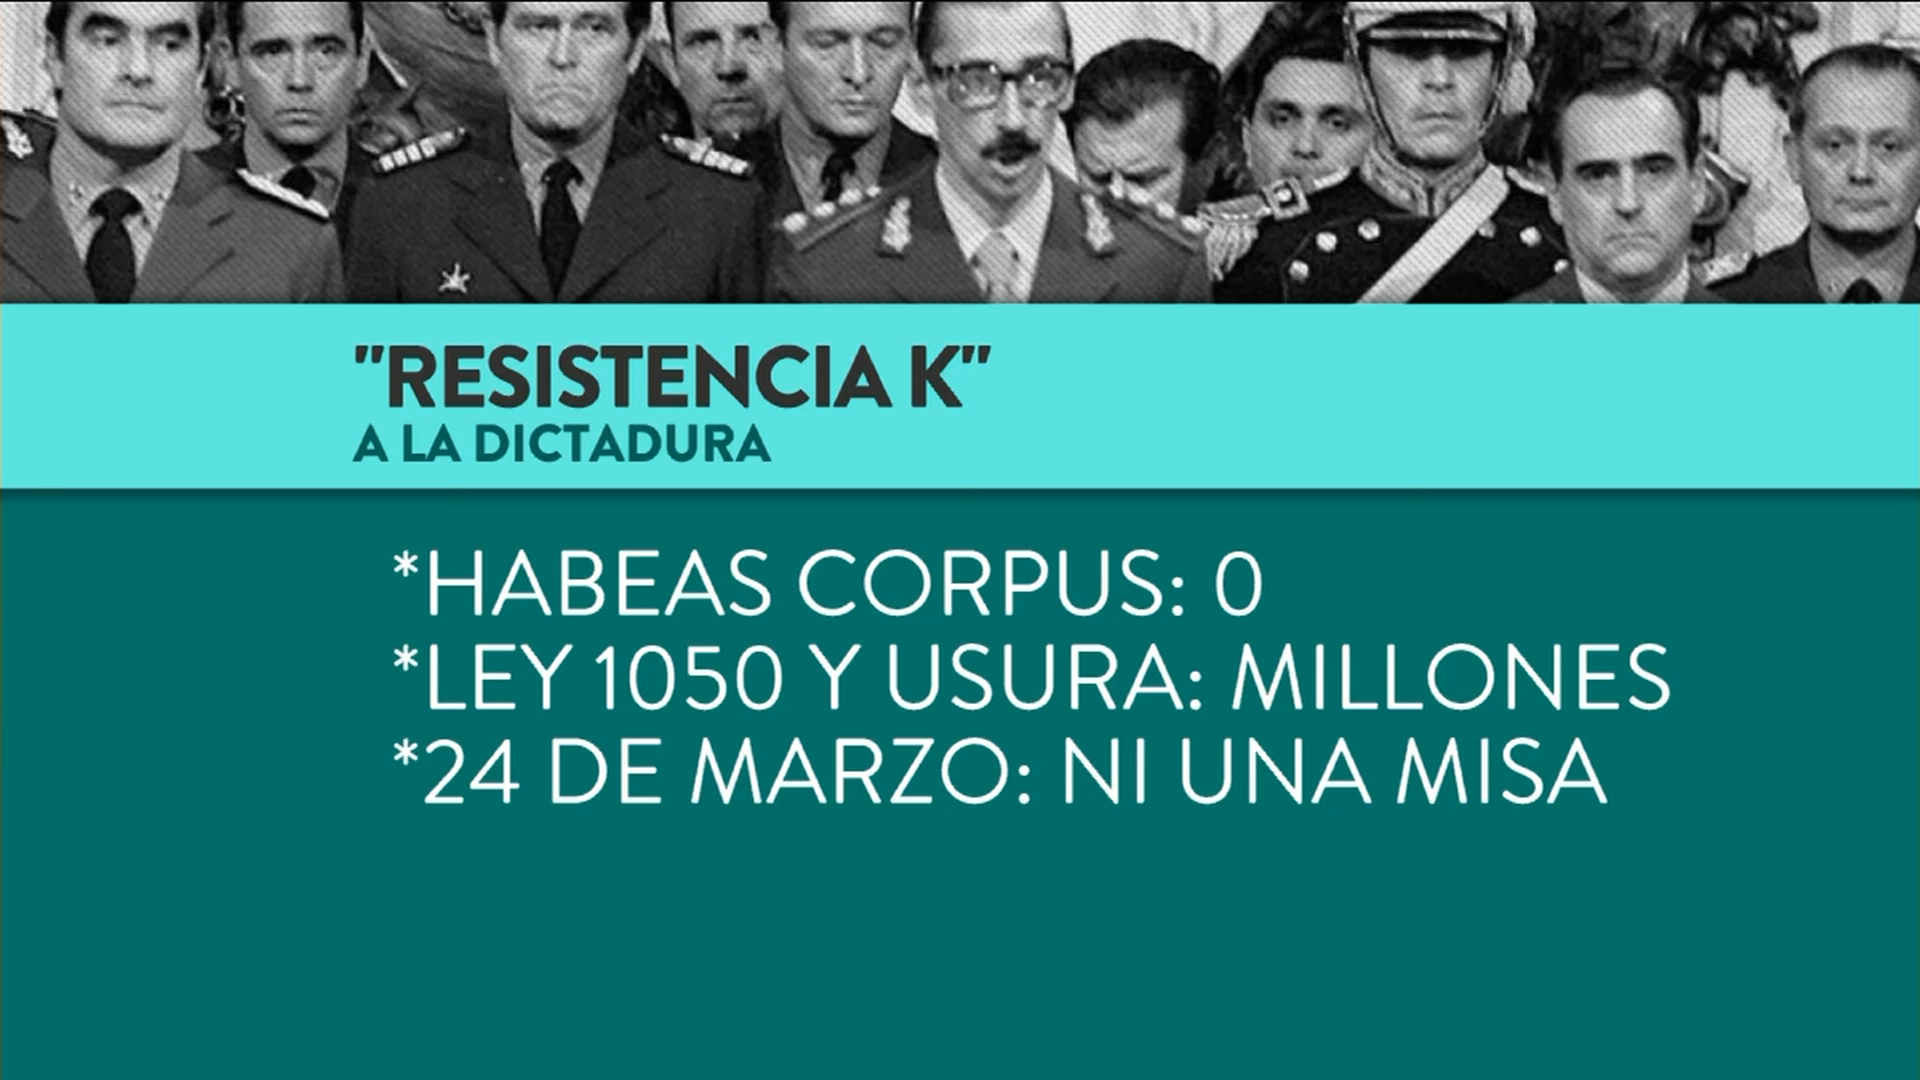 "RESISTENCIA K"
A LA DICTADURA
*HABEAS CORPUS: 0
*LEY 1050 Y USURA: MILLONES
*24 DE MARZO: NI UNA MISA